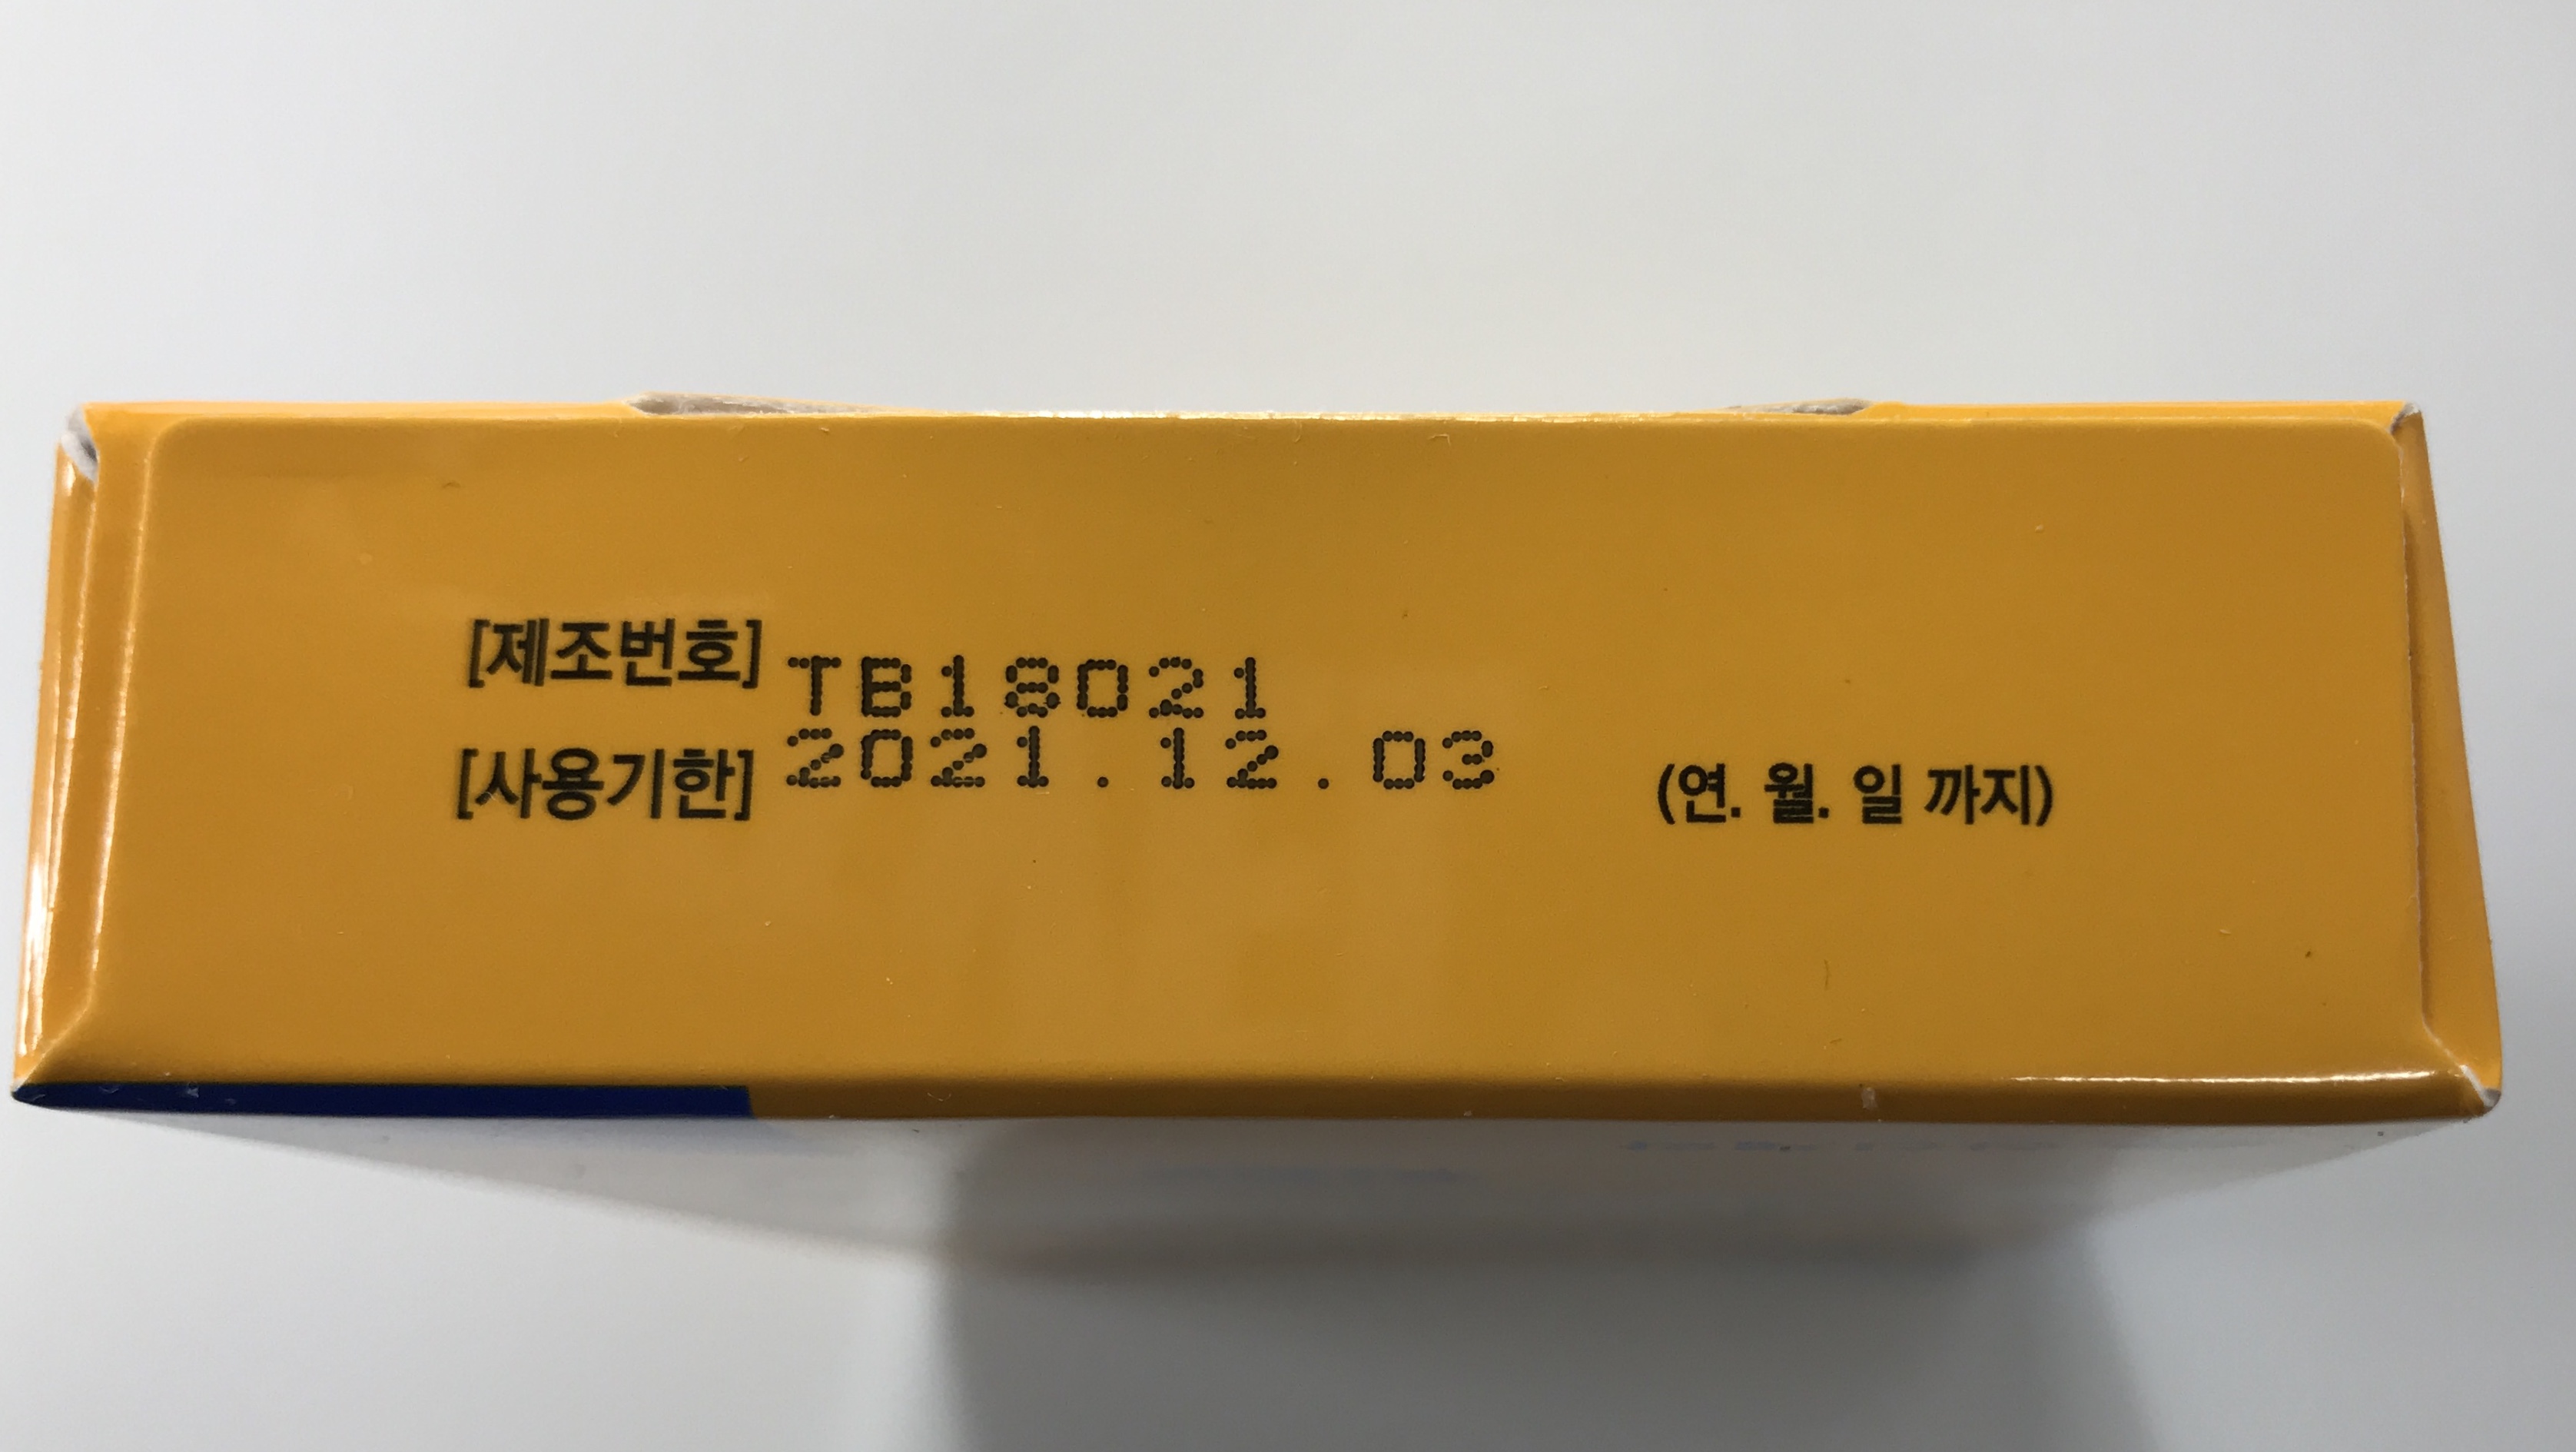 [제조번호] TB18021
[사용기한] 2021.12.03 (연. 월. 일 까지)